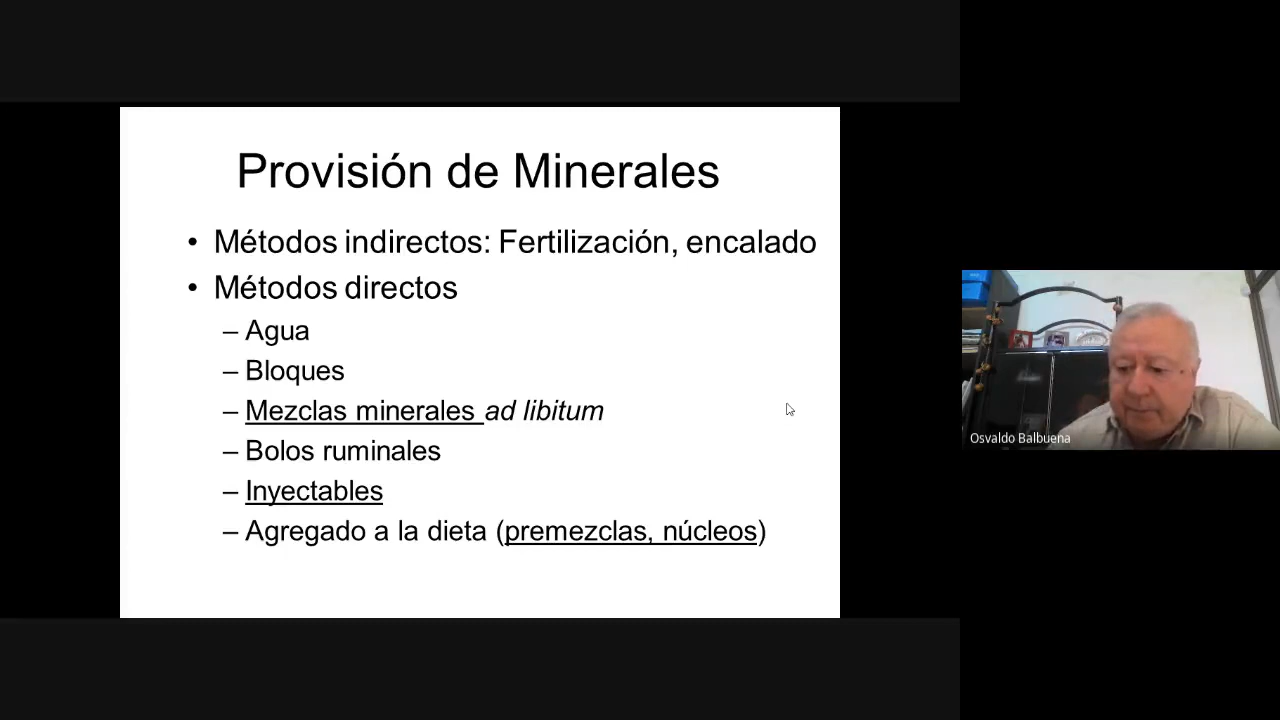 Provisión de Minerales
• Métodos indirectos: Fertilización, encalado
• Métodos directos
– Agua
– Bloques
– Mezclas minerales ad libitum
– Bolos ruminales
– Inyectables
– Agregado a la dieta (premezclas, núcleos)
Osvaldo Balbuena